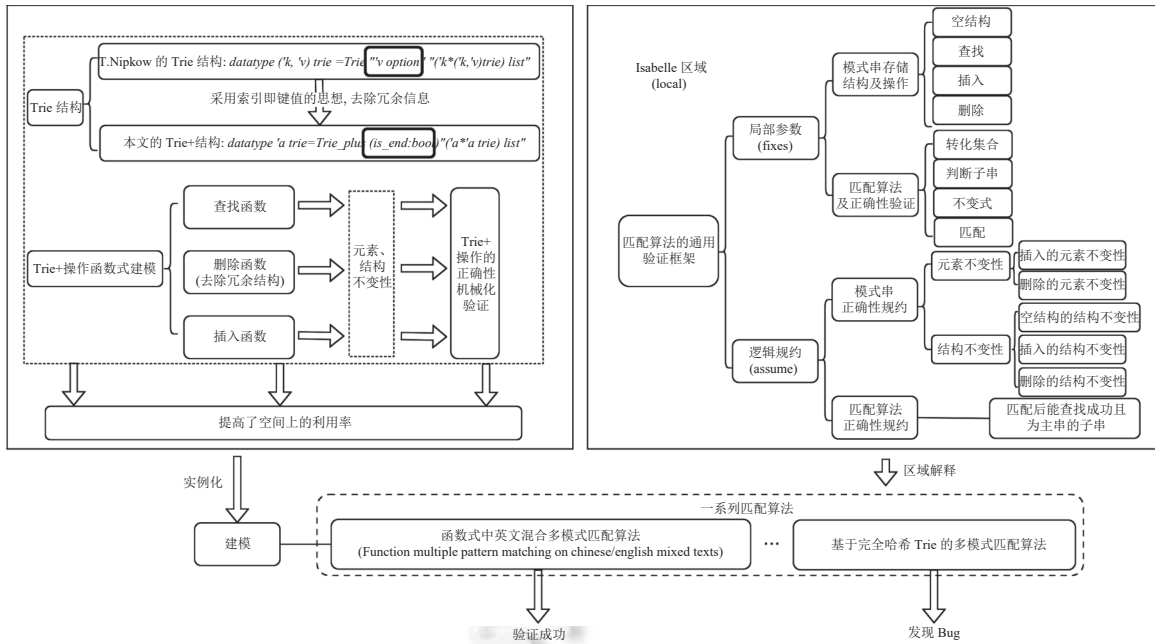 T.Nipkow 的 Trie 结构: datatype ('k, 'v) trie =Trie "'v option" "('k*('k,'v)trie) list"
Trie 结构
采用索引即键值的思想, 去除冗余信息
本文的 Trie+结构: datatype 'a trie=Trie_plus (is_end:bool)"('a*'a trie) list"
Trie+操作函数式建模
查找函数
删除函数
(去除冗余结构)
插入函数
元素、
结构
不变性
Trie+
操作的
正确性
机械化
验证
提高了空间上的利用率
Isabelle 区域
(local)
匹配算法的通用
验证框架
局部参数
(fixes)
模式串存储
结构及操作
空结构
查找
插入
删除
匹配算法
及正确性验证
转化集合
判断子串
不变式
匹配
逻辑规约
(assume)
模式串
正确性规约
元素不变性
插入的元素不变性
删除的元素不变性
结构不变性
空结构的结构不变性
插入的结构不变性
删除的结构不变性
匹配算法
正确性规约
匹配后能查找成功且
为主串的子串
实例化
区域解释
一系列匹配算法
建模
函数式中英文混合多模式匹配算法
(Function multiple pattern matching on chinese/english mixed texts)
…
基于完全哈希 Trie 的多模式匹配算法
验证成功
发现 Bug